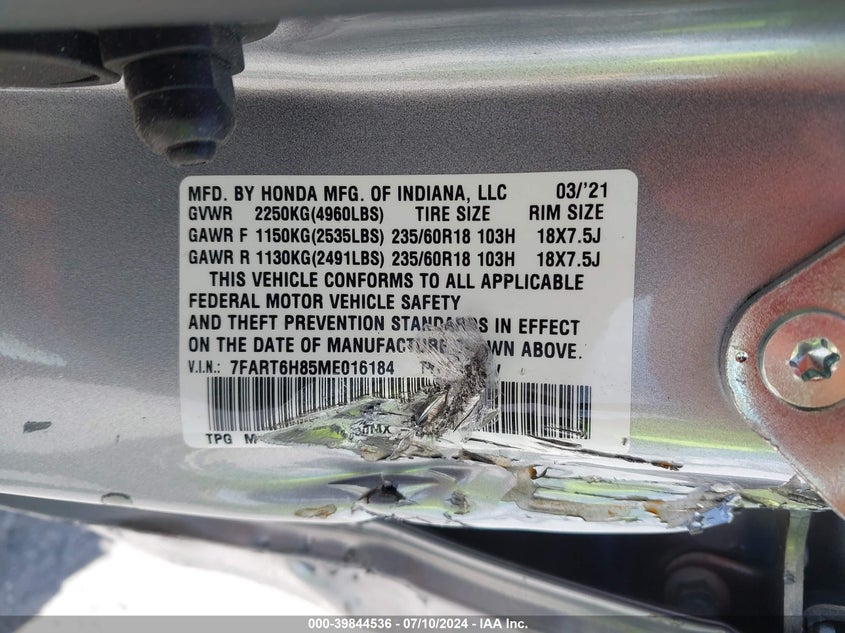 MFD. BY HONDA MFG. OF INDIANA, LLC 03/'21
GVWR 2250KG(4960LBS) TIRE SIZE RIM SIZE
GAWR F 1150KG(2535LBS) 235/60R18 103H 18X7.5J
GAWR R 1130KG(2491LBS) 235/60R18 103H 18X7.5J
THIS VEHICLE CONFORMS TO ALL APPLICABLE
FEDERAL MOTOR VEHICLE SAFETY
AND THEFT PREVENTION STANDARDS IN EFFECT
ON THE DATE OF MANUFACTURE SHOWN ABOVE.
V.I.N.: 7FART6H85ME016184
TPG
000-39844536 - 07/10/2024 - IAA Inc.